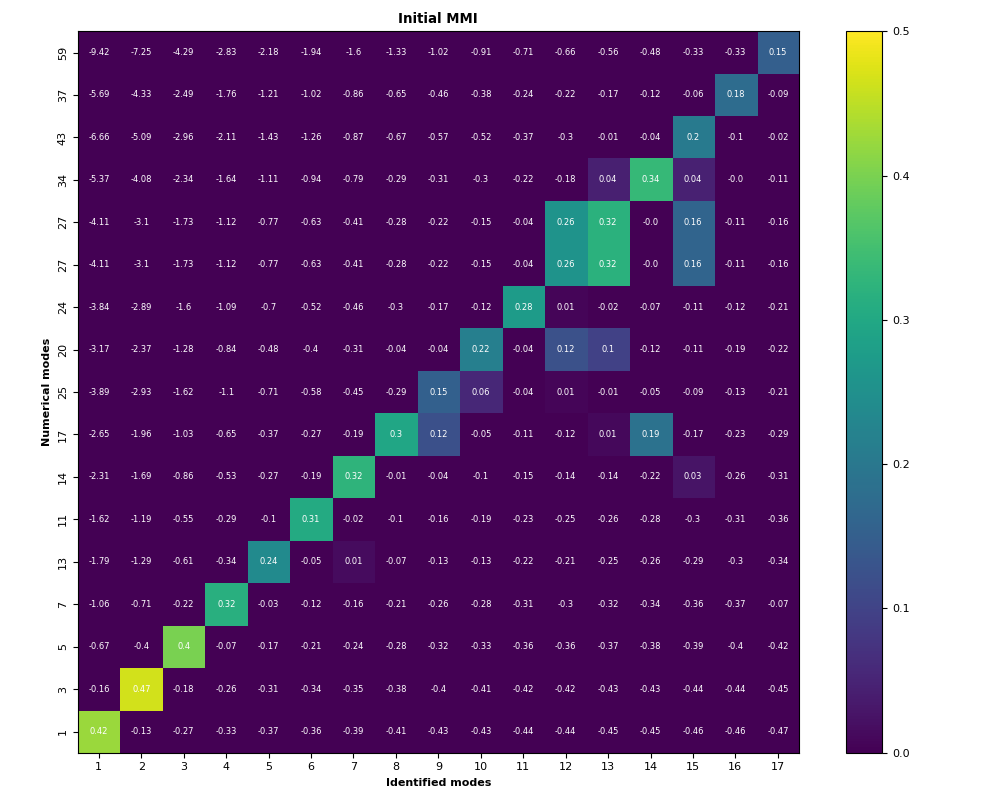 Initial MMI
59 -9.42 -7.25 -4.29 -2.83 -2.18 -1.94 -1.6 -1.33 -1.02 -0.91 -0.71 -0.66 -0.56 -0.48 -0.33 -0.33 0.15
37 -5.69 -4.33 -2.49 -1.76 -1.21 -1.02 -0.86 -0.65 -0.46 -0.38 -0.24 -0.22 -0.17 -0.12 -0.06 0.18 -0.09
43 -6.66 -5.09 -2.96 -2.11 -1.43 -1.26 -0.87 -0.67 -0.57 -0.52 -0.37 -0.3 -0.01 -0.04 0.2 -0.1 -0.02
34 -5.37 -4.08 -2.34 -1.64 -1.11 -0.94 -0.79 -0.29 -0.31 -0.3 -0.22 -0.18 0.04 0.34 0.04 -0.0 -0.11
27 -4.11 -3.1 -1.73 -1.12 -0.77 -0.63 -0.41 -0.28 -0.22 -0.15 -0.04 0.26 0.32 -0.0 0.16 -0.11 -0.16
27 -4.11 -3.1 -1.73 -1.12 -0.77 -0.63 -0.41 -0.28 -0.22 -0.15 -0.04 0.26 0.32 -0.0 0.16 -0.11 -0.16
24 -3.84 -2.89 -1.6 -1.09 -0.7 -0.52 -0.46 -0.3 -0.17 -0.12 0.28 0.01 -0.02 -0.07 -0.11 -0.12 -0.21
20 -3.17 -2.37 -1.28 -0.84 -0.48 -0.4 -0.31 -0.04 -0.04 0.22 -0.04 0.12 0.1 -0.12 -0.11 -0.19 -0.22
25 -3.89 -2.93 -1.62 -1.1 -0.71 -0.58 -0.45 -0.29 0.15 0.06 -0.04 0.01 -0.01 -0.05 -0.09 -0.13 -0.21
17 -2.65 -1.96 -1.03 -0.65 -0.37 -0.27 -0.19 0.3 0.12 -0.05 -0.11 -0.12 0.01 0.19 -0.17 -0.23 -0.29
14 -2.31 -1.69 -0.86 -0.53 -0.27 -0.19 0.32 -0.01 -0.04 -0.1 -0.15 -0.14 -0.14 -0.22 0.03 -0.26 -0.31
11 -1.62 -1.19 -0.55 -0.29 -0.1 0.31 -0.02 -0.1 -0.16 -0.19 -0.23 -0.25 -0.26 -0.28 -0.3 -0.31 -0.36
13 -1.79 -1.29 -0.61 -0.34 0.24 -0.05 0.01 -0.07 -0.13 -0.13 -0.22 -0.21 -0.25 -0.26 -0.29 -0.3 -0.34
7 -1.06 -0.71 -0.22 0.32 -0.03 -0.12 -0.16 -0.21 -0.26 -0.28 -0.31 -0.3 -0.32 -0.34 -0.36 -0.37 -0.07
5 -0.67 -0.4 0.4 -0.07 -0.17 -0.21 -0.24 -0.28 -0.32 -0.33 -0.36 -0.36 -0.37 -0.38 -0.39 -0.4 -0.42
3 -0.16 0.47 -0.18 -0.26 -0.31 -0.34 -0.35 -0.38 -0.4 -0.41 -0.42 -0.42 -0.43 -0.43 -0.44 -0.44 -0.45
1 0.42 -0.13 -0.27 -0.33 -0.37 -0.36 -0.39 -0.41 -0.43 -0.43 -0.44 -0.44 -0.45 -0.45 -0.46 -0.46 -0.47
1 2 3 4 5 6 7 8 9 10 11 12 13 14 15 16 17
Identified modes
Numerical modes
0.5
0.4
0.3
0.2
0.1
0.0